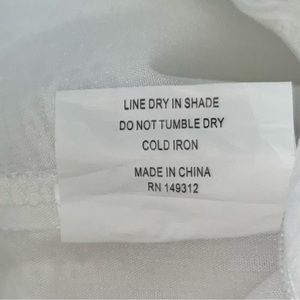 LINE DRY IN SHADE
DO NOT TUMBLE DRY
COLD IRON
MADE IN CHINA
RN 149312